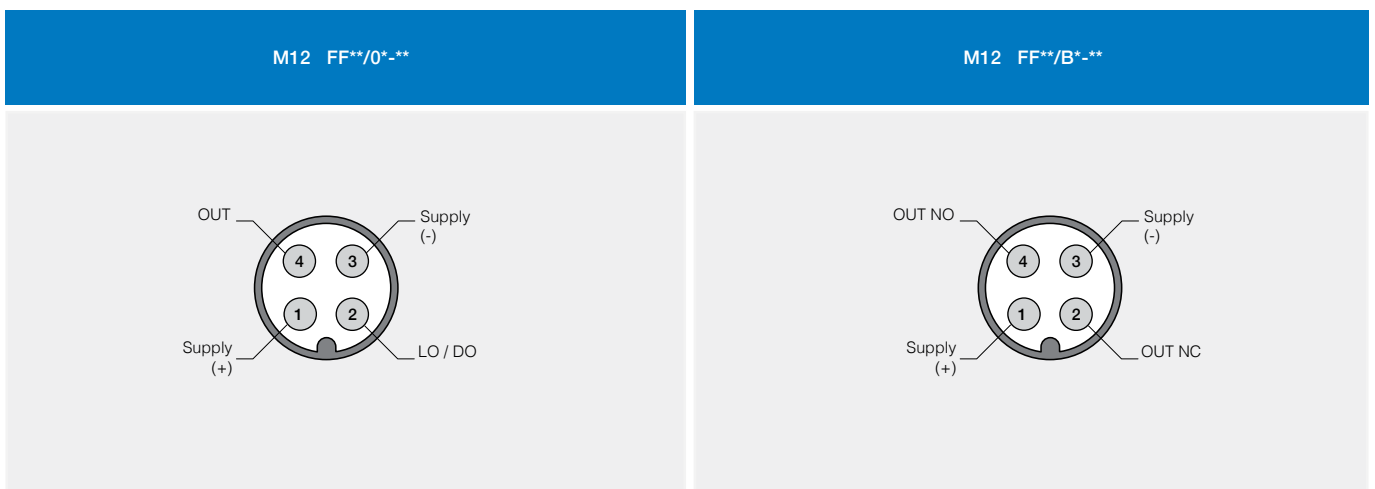 M12 FF**/0*-**
OUT
Supply
(-)
4
3
1
2
Supply
(+)
LO / DO
M12 FF**/B*-**
OUT NO
Supply
(-)
4
3
1
2
Supply
(+)
OUT NC